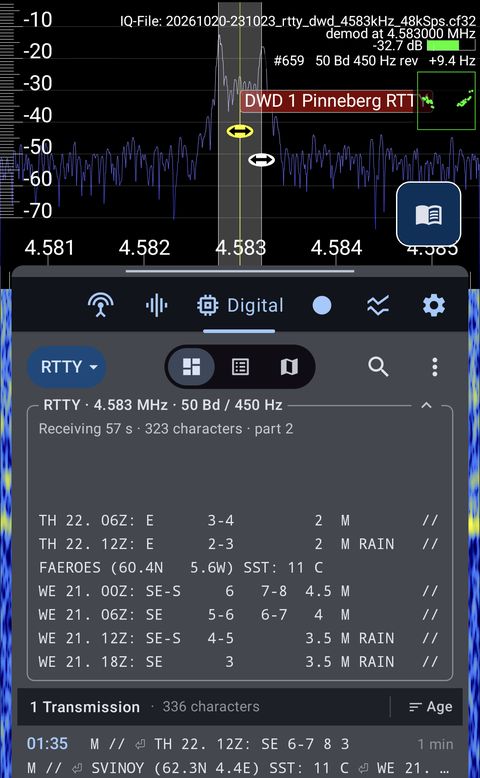 -10
IQ-File: 20261020-231023_rtty_dwd_4583kHz_48kSps.cf32
demod at 4.583000 MHz
-32.7 dB
-20
#659 50 Bd 450 Hz rev +9.4 Hz
-30
DWD 1 Pinneberg RTTY
-40
-50
-60
-70
4.581 4.582 4.583 4.584 4.585
Digital
RTTY
RTTY · 4.583 MHz · 50 Bd / 450 Hz
Receiving 57 s · 323 characters · part 2
TH 22. 06Z: E 3-4 2 M //
TH 22. 12Z: E 2-3 2 M RAIN //
FAEROES (60.4N 5.6W) SST: 11 C
WE 21. 00Z: SE-S 6 7-8 4.5 M //
WE 21. 06Z: SE 5-6 6-7 4 M //
WE 21. 12Z: SE-S 4-5 3.5 M RAIN //
WE 21. 18Z: SE 3 3.5 M RAIN //
1 Transmission · 336 characters
Age
01:35 M // ⏎ TH 22. 12Z: SE 6-7 8 3 1 min
M // ⏎ SVINOY (62.3N 4.4E) SST: 11 C ⏎ WE 21. ...